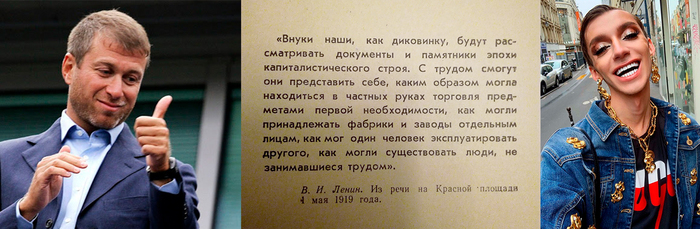 «Внуки наши, как диковинку, будут рас-
сматривать документы и памятники эпохи
капиталистического строя. С трудом смогут
они представить себе, каким образом могла
находиться в частных руках торговля пред-
метами первой необходимости, как могли
принадлежать фабрики и заводы отдельным
лицам, как мог один человек эксплуатировать
другого, как могли существовать люди, не
занимавшиеся трудом».
В. И. Ленин. Из речи на Красной площади
1 мая 1919 года.